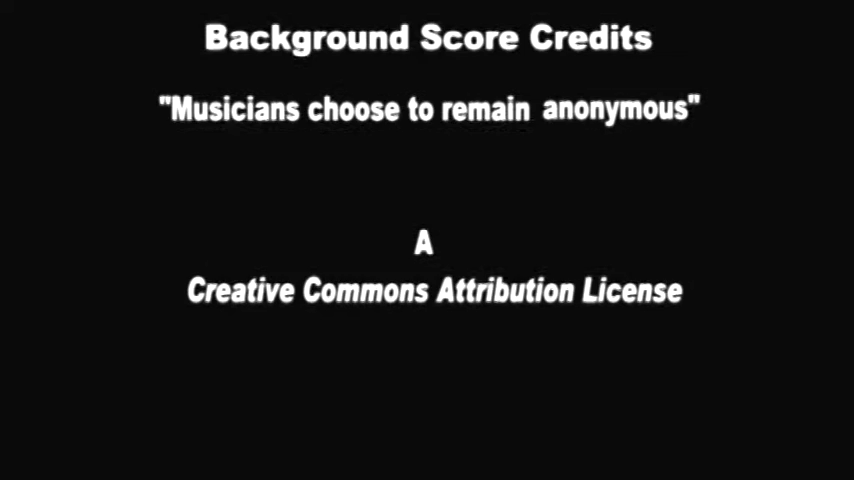 Background Score Credits
"Musicians choose to remain anonymous"
A
Creative Commons Attribution License